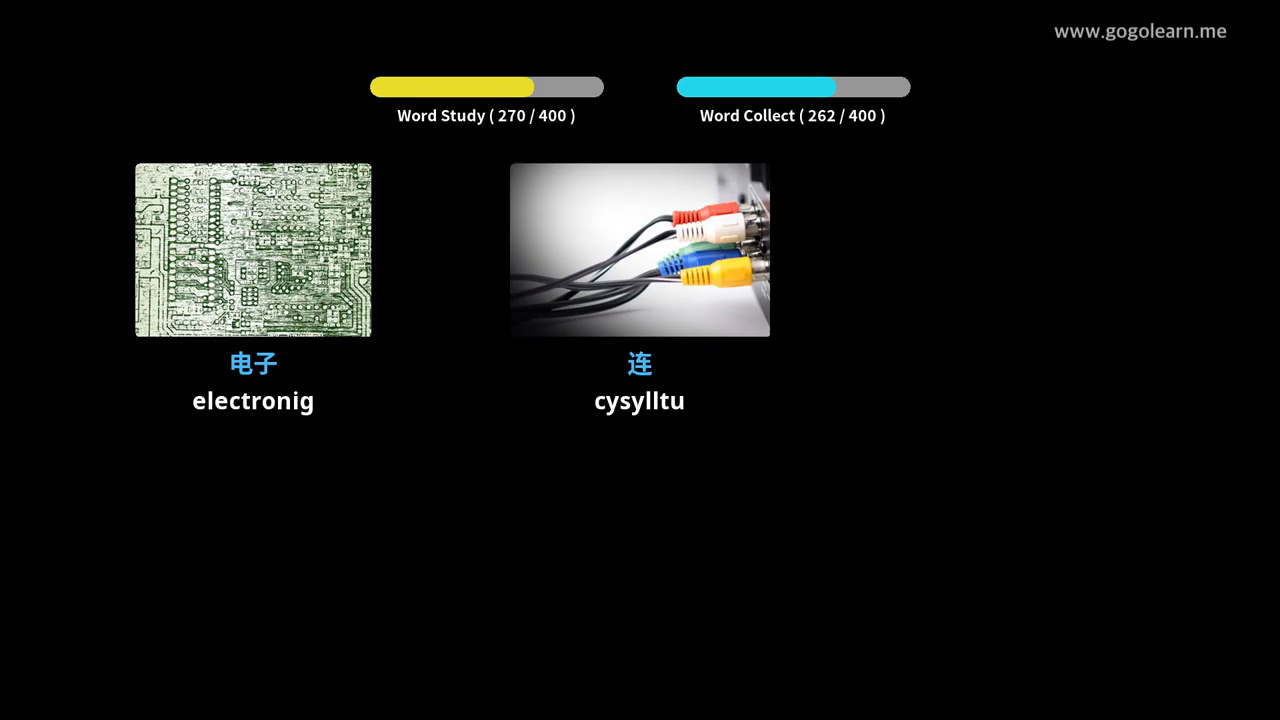 www.gogolearn.me
Word Study ( 270 / 400 )
Word Collect ( 262 / 400 )
电子
electronig
连
cysylltu